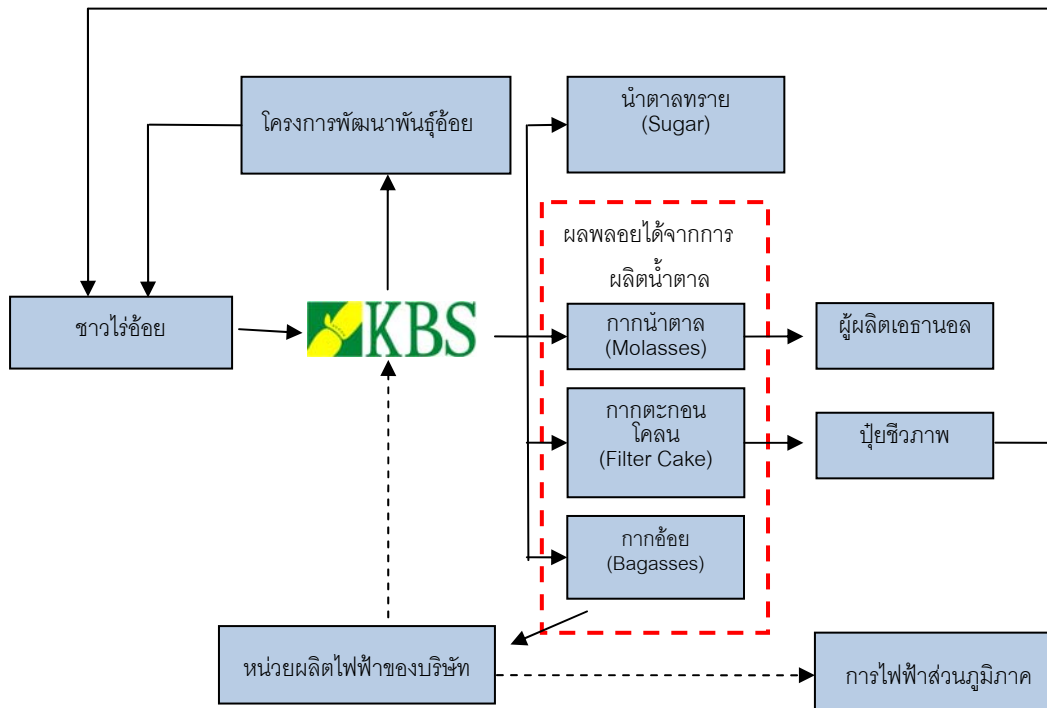 น้ำตาลทราย
(Sugar)
โครงการพัฒนาพันธุ์อ้อย
ผลพลอยได้จากการ
ผลิตน้ำตาล
ชาวไร่อ้อย
KBS
กากน้ำตาล
(Molasses)
ผู้ผลิตเอธานอล
กากตะกอน
โคลน
(Filter Cake)
ปุ๋ยชีวภาพ
กากอ้อย
(Bagasses)
หน่วยผลิตไฟฟ้าของบริษัท
การไฟฟ้าส่วนภูมิภาค